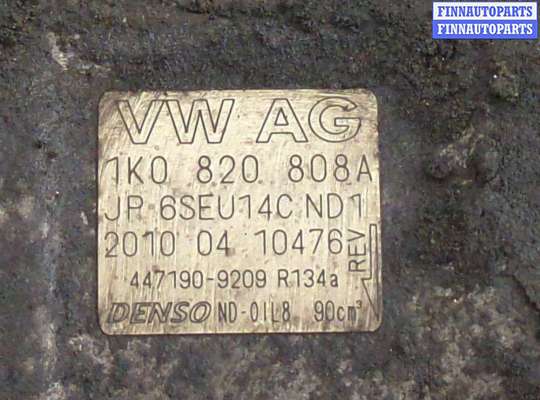 FINNAUTOPARTS
FINNAUTOPARTS
VW AG
1K0 820 808A
JP 6SEU14C ND1
2010 04 10476
REV
447190-9209 R134a
DENSO ND-OIL8 90cm³